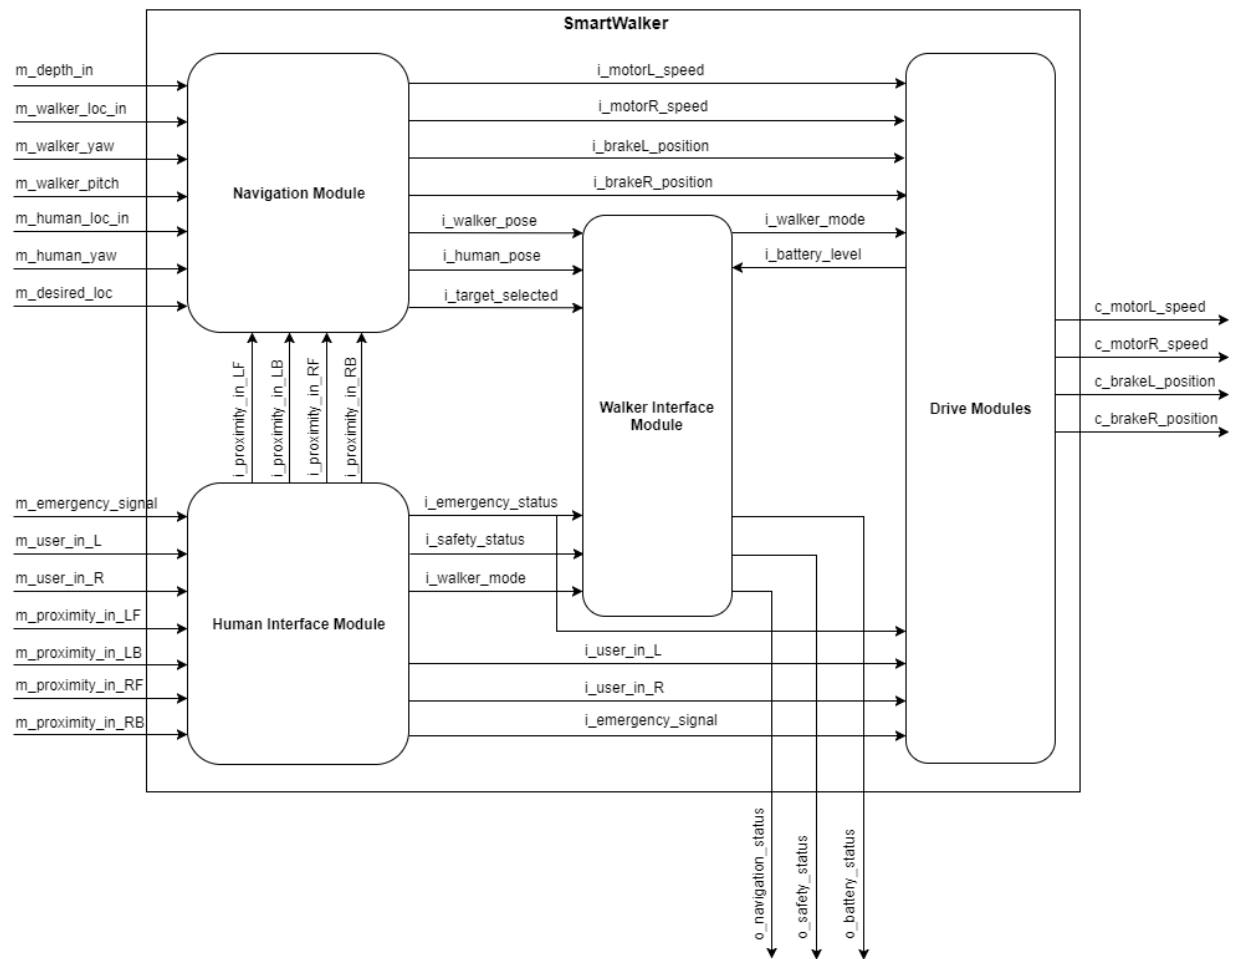 SmartWalker
m_depth_in
m_walker_loc_in
m_walker_yaw
m_walker_pitch
m_human_loc_in
m_human_yaw
m_desired_loc
Navigation Module
i_motorL_speed
i_motorR_speed
i_brakeL_position
i_brakeR_position
i_walker_pose
i_human_pose
i_target_selected
i_walker_mode
i_battery_level
Walker Interface
Module
Drive Modules
c_motorL_speed
c_motorR_speed
c_brakeL_position
c_brakeR_position
i_proximity_in_LF
i_proximity_in_LB
i_proximity_in_RF
i_proximity_in_RB
m_emergency_signal
m_user_in_L
m_user_in_R
m_proximity_in_LF
m_proximity_in_LB
m_proximity_in_RF
m_proximity_in_RB
Human Interface Module
i_emergency_status
i_safety_status
i_walker_mode
i_user_in_L
i_user_in_R
i_emergency_signal
o_navigation_status
o_safety_status
o_battery_status